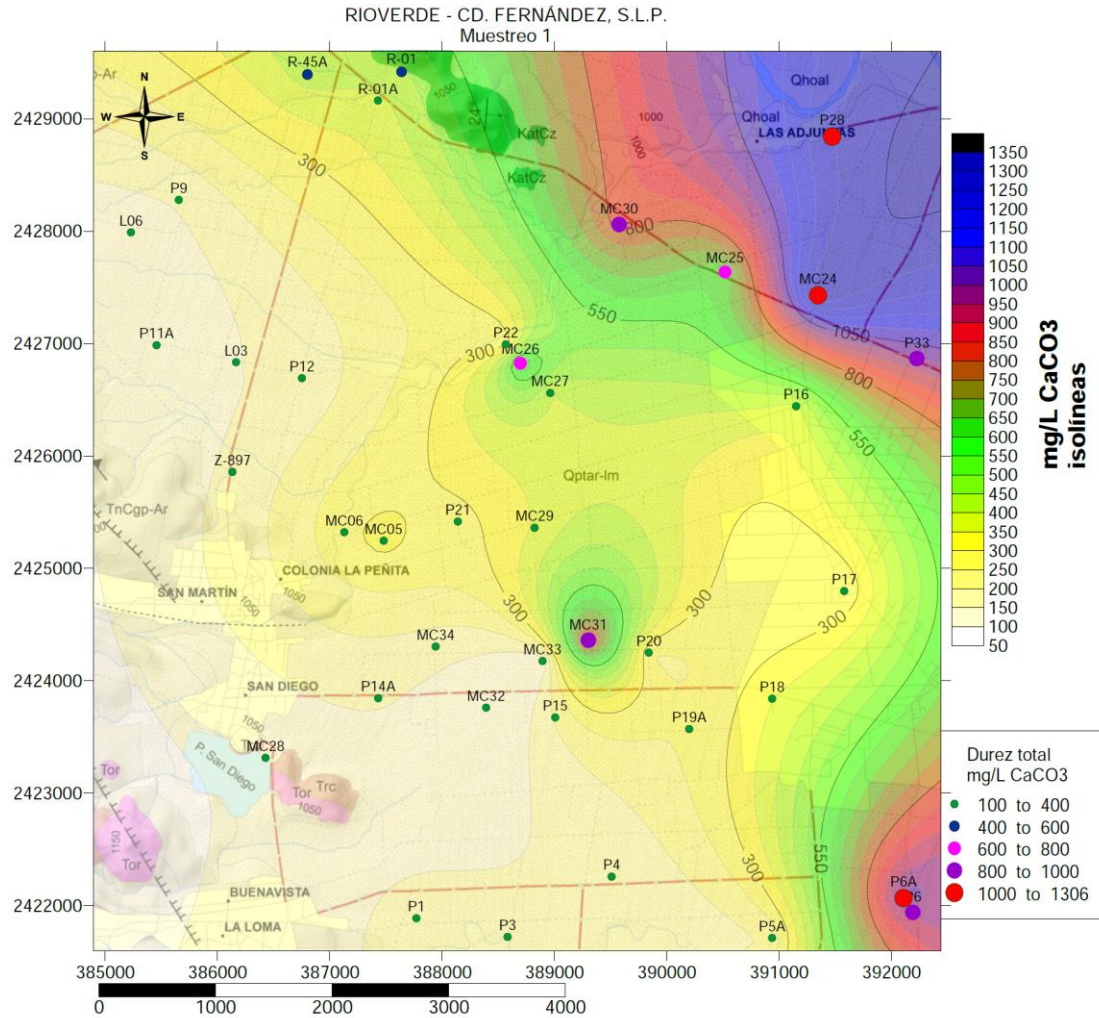 RIOVERDE - CD. FERNÁNDEZ, S.L.P.
Muestreo 1
N
W E
S
2429000
2428000
2427000
2426000
2425000
2424000
2423000
2422000
R-45A
R-01
R-01A
1050
KatCz
KatCz
1000
1000
Qhoal
Qhoal
P28
LAS ADJUNTAS
300
P9
L06
MC30
800
MC25
MC24
550
1050
P33
P11A
L03
P12
P22
300
MC26
MC27
800
P16
550
Z-897
Qptar-lm
TnCgp-Ar
MC06
MC05
P21
MC29
COLONIA LA PEÑITA
1050
SAN MARTÍN
1050
P17
300
300
300
MC31
MC34
MC33
P20
SAN DIEGO
P14A
MC32
P15
P18
P19A
1050
MC28
P. San Diego
Tor
Tor
Trc
1050
1150
Tor
P4
300
550
P6A
BUENAVISTA
P1
LA LOMA
P3
P5A
385000 386000 387000 388000 389000 390000 391000 392000
0 1000 2000 3000 4000
1350
1300
1250
1200
1100
1050
1000
950
900
850
800
750
700
650
600
550
500
450
400
350
300
250
200
150
100
50
mg/L CaCO3
isolíneas
Durez total
mg/L CaCO3
100 to 400
400 to 600
600 to 800
800 to 1000
1000 to 1306